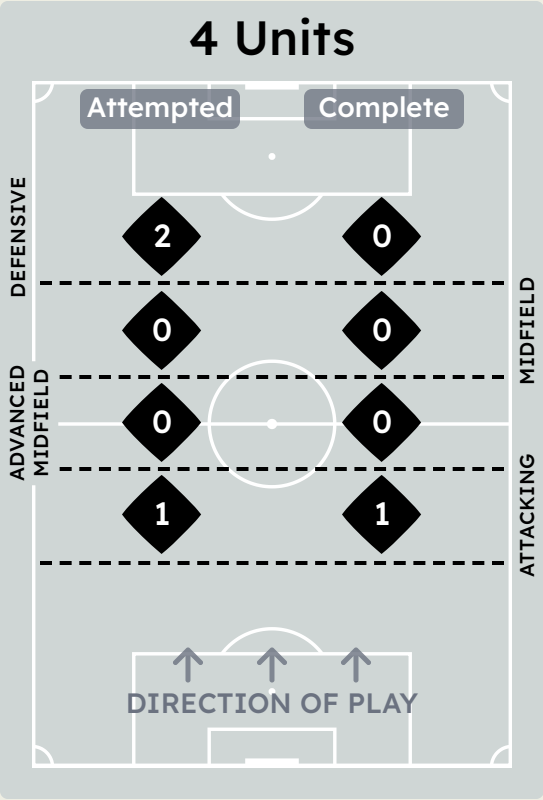 4 Units
Attempted Complete
DEFENSIVE
2 0
MIDFIELD
0 0
ADVANCED
MIDFIELD
0 0
ATTACKING
1 1
DIRECTION OF PLAY